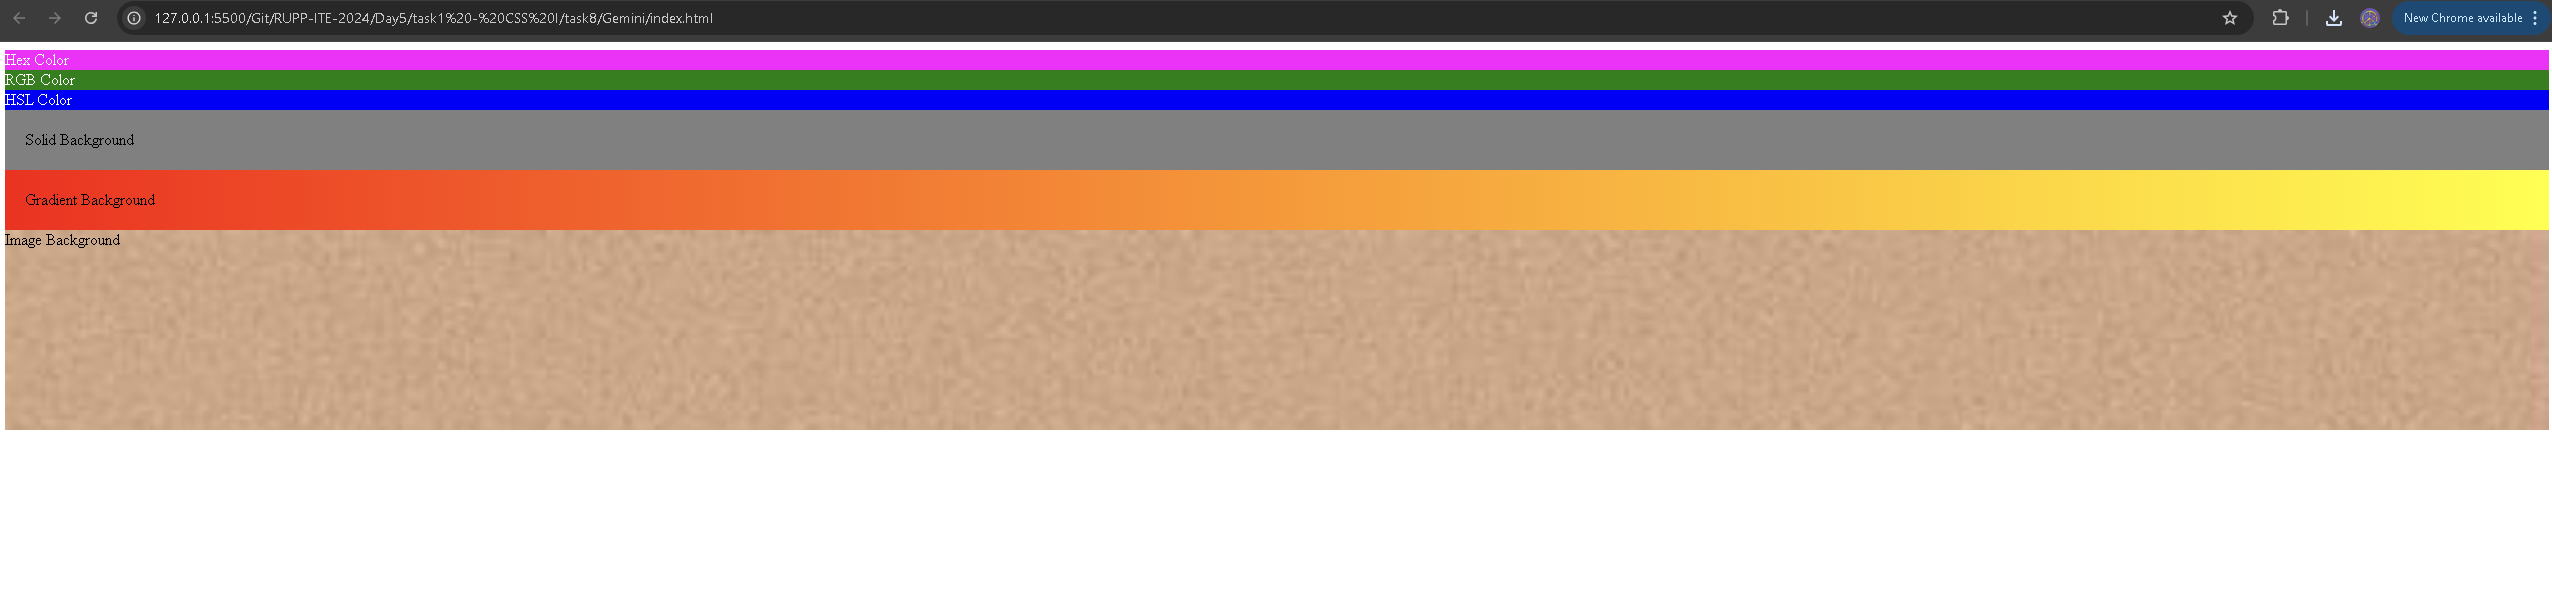 127.0.0.1:5500/Git/RUPP-ITE-2024/Day5/task1%20-%20CSS%20I/task8/Gemini/index.html
New Chrome available
Hex Color
RGB Color
HSL Color
Solid Background
Gradient Background
Image Background